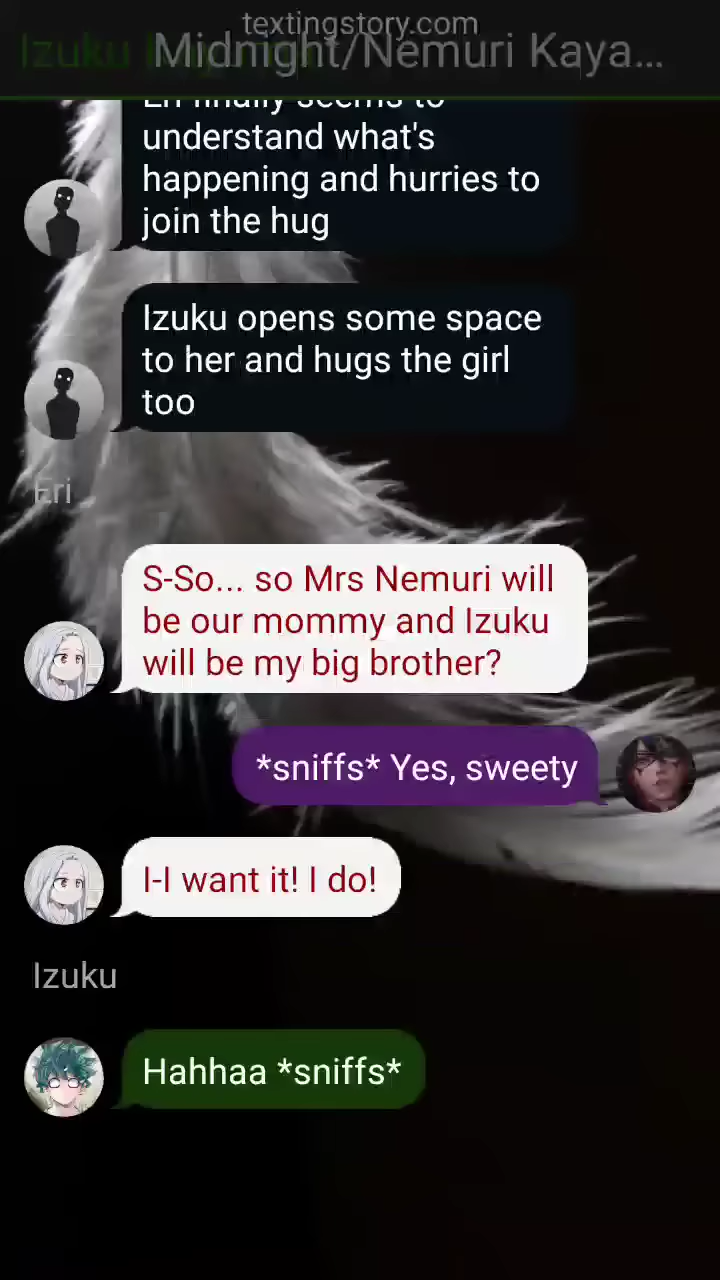 textingstory.com
Izuku
Midnight/Nemuri Kaya...
Eri finally seems to
understand what's
happening and hurries to
join the hug
Izuku opens some space
to her and hugs the girl
too
Eri
S-So... so Mrs Nemuri will
be our mommy and Izuku
will be my big brother?
*sniffs* Yes, sweety
I-I want it! I do!
Izuku
Hahhaa *sniffs*